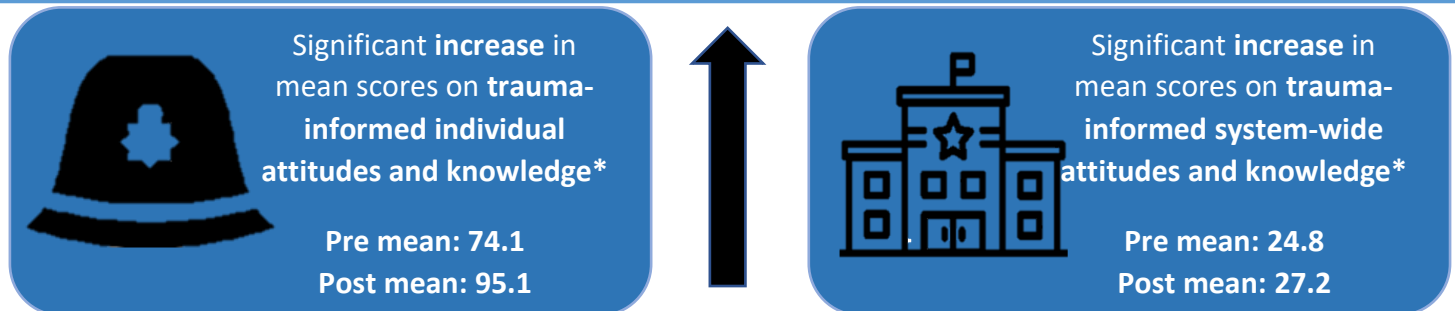 Significant increase in
mean scores on trauma-
informed individual
attitudes and knowledge*
Pre mean: 74.1
Post mean: 95.1
Significant increase in
mean scores on trauma-
informed system-wide
attitudes and knowledge*
Pre mean: 24.8
Post mean: 27.2